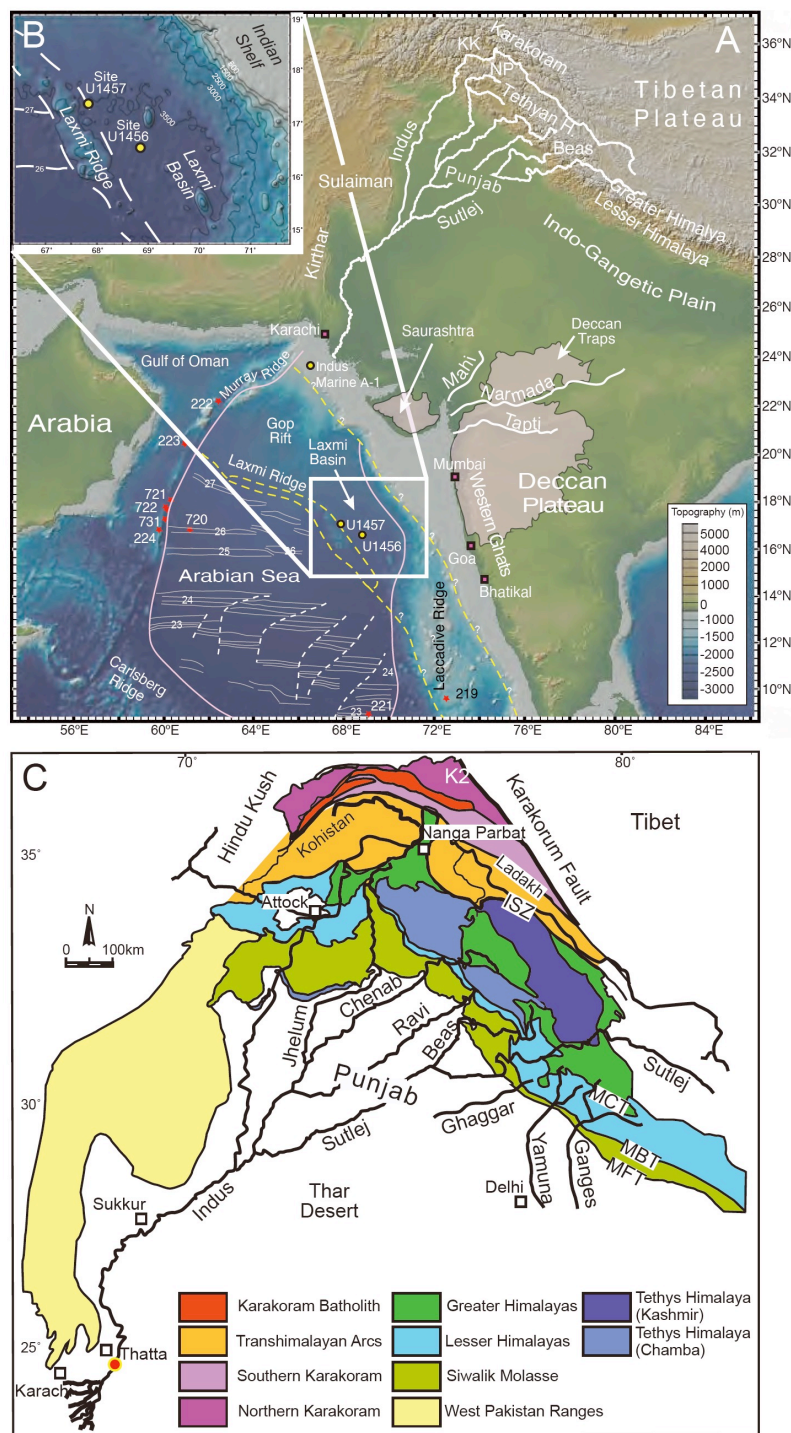 B
Indian
Shelf
600
1500
2500
3000
3500
Site
U1457
Site
U1456
Laxmi Ridge
Laxmi
Basin
27
26
19°
18°
17°
16°
15°
67°
68°
69°
70°
71°
A
KK
Karakoram
NP
Tethyan H.
Tibetan
Plateau
Indus
Beas
Sulaiman
Punjab
Sutlej
Greater Himalya
Lesser Himalaya
Kirthar
Indo-Gangetic Plain
Karachi
Saurashtra
Deccan
Traps
Gulf of Oman
Indus
Marine A-1
Mahi
Narmada
Murray Ridge
222
Tapti
Arabia
Gop
Rift
223
Laxmi
Basin
Laxmi Ridge
Mumbai
Deccan
Plateau
27
721
722
731
720
224
26
25
26
U1457
U1456
Western Ghats
Goa
Bhatikal
Arabian Sea
24
23
24
23
Carlsberg
Ridge
Laccadive Ridge
221
219
?
?
?
?
?
?
?
?
Topography (m)
5000
4000
2000
1000
0
-1000
-1500
-2000
-2500
-3000
36°N
34°N
32°N
30°N
28°N
26°N
24°N
22°N
20°N
18°N
16°N
14°N
12°N
10°N
56°E
60°E
64°E
68°E
72°E
76°E
80°E
84°E
C
70°
80°
K2
Hindu Kush
Karakorum Fault
Tibet
Kohistan
Nanga Parbat
35°
Ladakh
ISZ
Attock
N
0 100km
Jhelum
Chenab
Ravi
Beas
Punjab
Sutlej
Sutlej
30°
Ghaggar
MCT
MBT
MFT
Yamuna
Ganges
Indus
Thar
Desert
Delhi
Sukkur
25°
Thatta
Karachi
Karakoram Batholith
Transhimalayan Arcs
Southern Karakoram
Northern Karakoram
Greater Himalayas
Lesser Himalayas
Siwalik Molasse
West Pakistan Ranges
Tethys Himalaya
(Kashmir)
Tethys Himalaya
(Chamba)